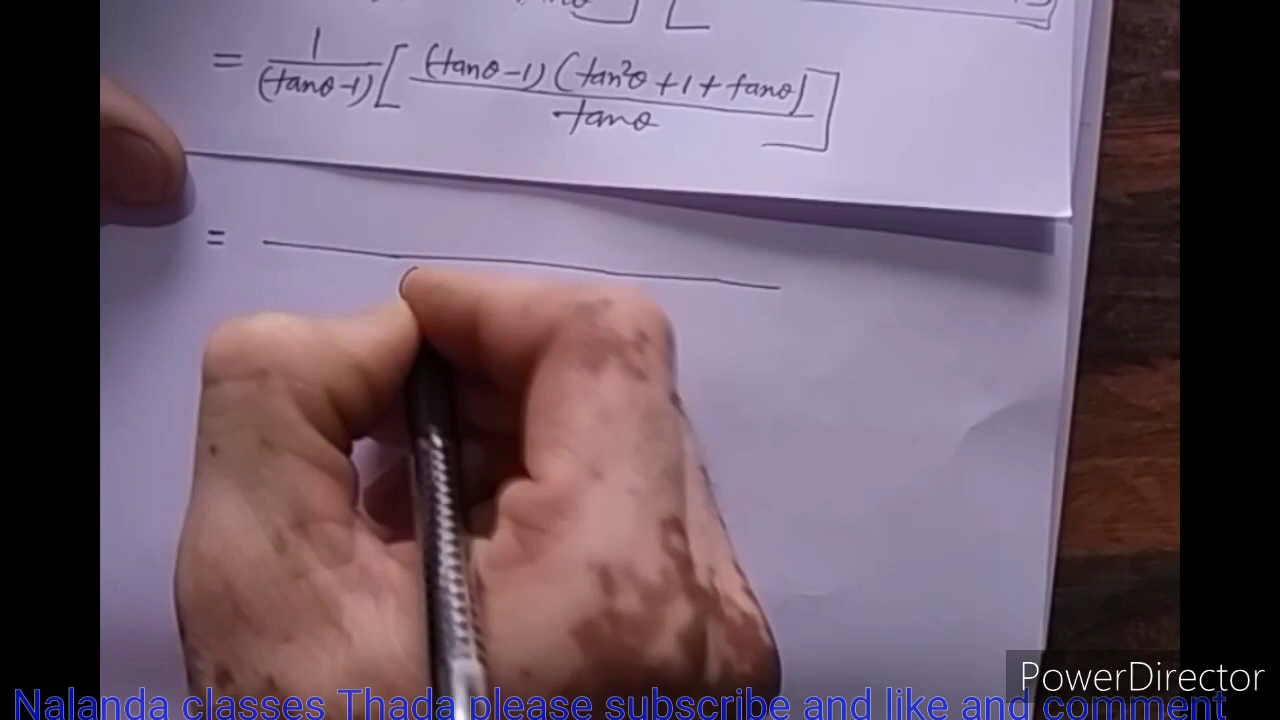 = 1/(tanθ-1) [ (tanθ-1) (tan²θ +1+ tanθ) / tanθ ]
=
PowerDirector
Nalanda classes Thada please subscribe and like and comment